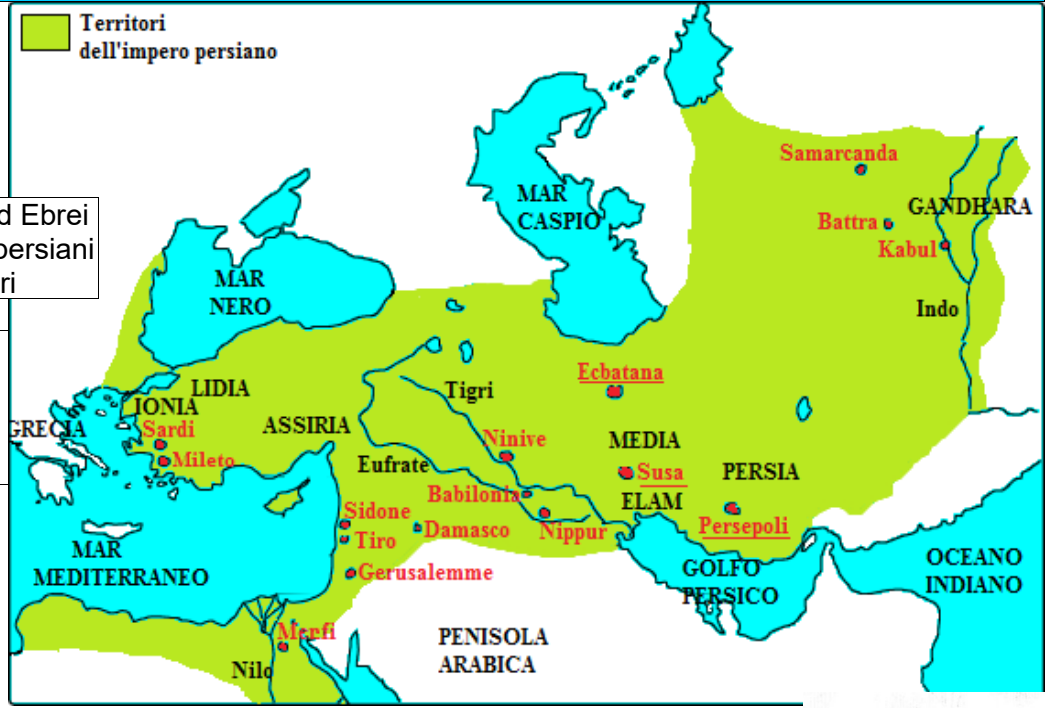 Territori
dell'impero persiano
d Ebrei
persiani
ri
Samarcanda
MAR
CASPIO
GANDHARA
Battra
Kabul
MAR
NERO
Indo
Ecbatana
LIDIA
Tigri
IONIA
GRECIA
Sardi
ASSIRIA
Ninive
MEDIA
Mileto
Eufrate
Susa
PERSIA
Babilonia
ELAM
Sidone
Damasco
Nippur
Persepoli
Tiro
MAR
MEDITERRANEO
Gerusalemme
GOLFO
PERSICO
OCEANO
INDIANO
Menfi
PENISOLA
ARABICA
Nilo